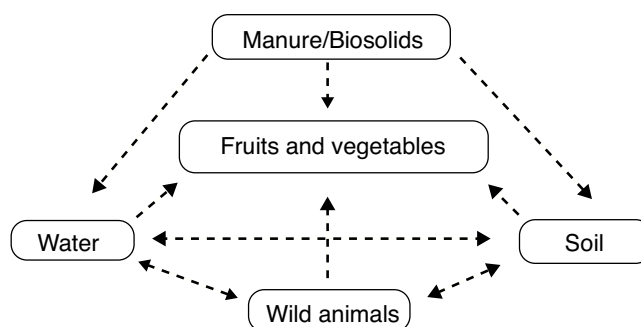 Manure/Biosolids
Fruits and vegetables
Water
Soil
Wild animals